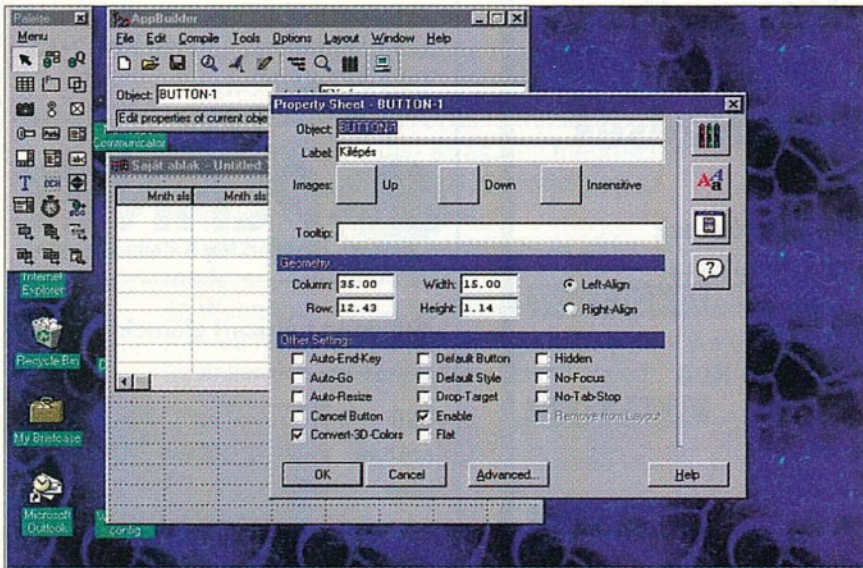 Palette
Menu
AppBuilder
File Edit Compile Tools Options Layout Window Help
Object: BUTTON-1
Edit properties of current obje
Communicator
Saját ablak - Untitled
Mnth sls Mnth sls
Internet
Explorer
Recycle Bin
My Briefcase
Microsoft
Outlook
config
Property Sheet - BUTTON-1
Object: BUTTON-1
Label: Kilépés
Images: Up Down Insensitive
Tooltip:
Geometry
Column: 35.00 Width: 15.00 Left-Align
Row: 12.43 Height: 1.14 Right-Align
Other Settings
Auto-End-Key Default Button Hidden
Auto-Go Default Style No-Focus
Auto-Resize Drop-Target No-Tab-Stop
Cancel Button Enable Remove from Layout
Convert-3D-Colors Flat
OK Cancel Advanced... Help